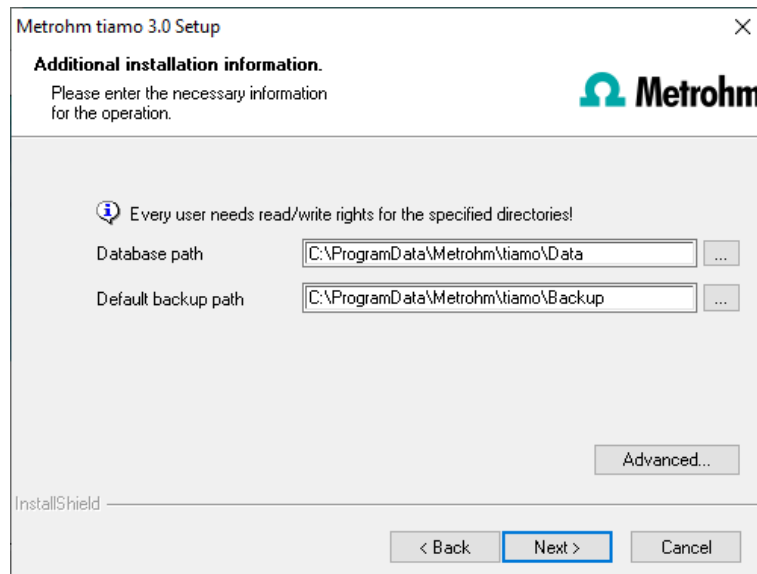 Metrohm tiamo 3.0 Setup
Additional installation information.
Please enter the necessary information
for the operation.
Metrohm
Every user needs read/write rights for the specified directories!
Database path
C:\ProgramData\Metrohm\tiamo\Data
...
Default backup path
C:\ProgramData\Metrohm\tiamo\Backup
...
Advanced...
InstallShield
< Back
Next >
Cancel